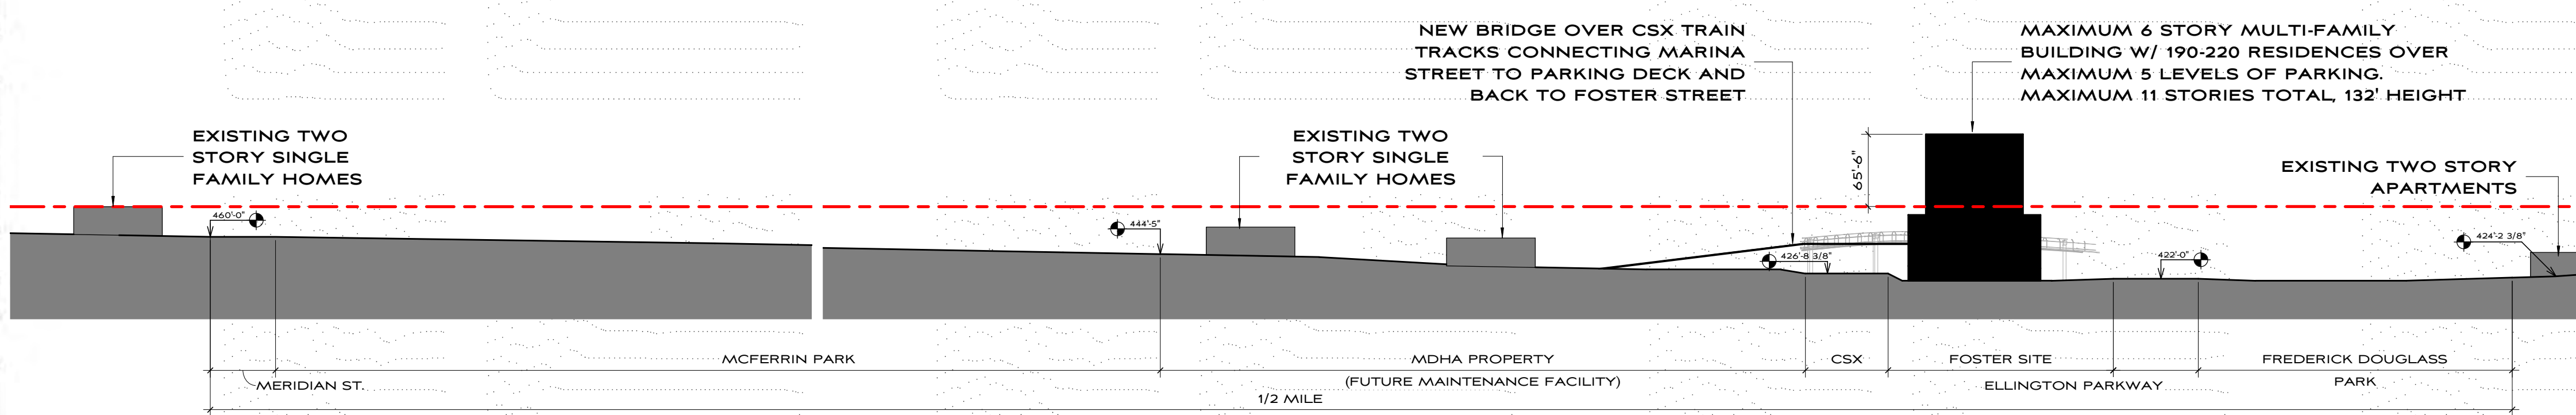 NEW BRIDGE OVER CSX TRAIN
TRACKS CONNECTING MARINA
STREET TO PARKING DECK AND
BACK TO FOSTER STREET
MAXIMUM 6 STORY MULTI-FAMILY
BUILDING W/ 190-220 RESIDENCES OVER
MAXIMUM 5 LEVELS OF PARKING.
MAXIMUM 11 STORIES TOTAL, 132' HEIGHT
EXISTING TWO
STORY SINGLE
FAMILY HOMES
EXISTING TWO
STORY SINGLE
FAMILY HOMES
65'-6"
EXISTING TWO STORY
APARTMENTS
460'-0"
444'-5"
426'-8 3/8"
422'-0"
424'-2 3/8"
MCFERRIN PARK
MDHA PROPERTY
(FUTURE MAINTENANCE FACILITY)
CSX
FOSTER SITE
FREDERICK DOUGLASS
PARK
MERIDIAN ST.
ELLINGTON PARKWAY
1/2 MILE